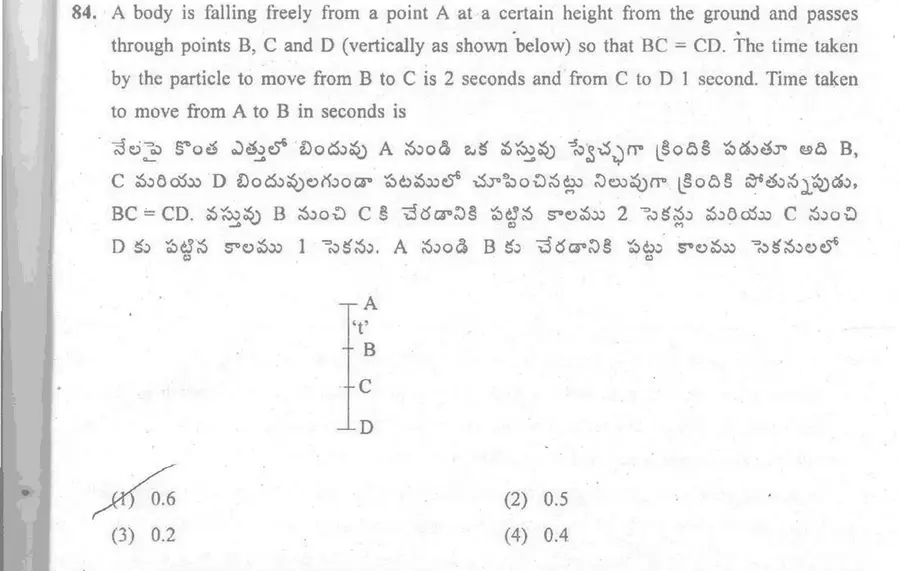 84. A body is falling freely from a point A at a certain height from the ground and passes
through points B, C and D (vertically as shown below) so that BC = CD. The time taken
by the particle to move from B to C is 2 seconds and from C to D 1 second. Time taken
to move from A to B in seconds is
నేలపై కొంత ఎత్తులో బిందువు A నుండి ఒక వస్తువు స్వేచ్ఛగా క్రిందికి పడుతూ అది B,
C మరియు D బిందువులగుండా పటములో చూపించినట్లు నిలువుగా క్రిందికి పోతున్నపుడు,
BC = CD. వస్తువు B నుంచి C కి చేరడానికి పట్టిన కాలము 2 సెకన్లు మరియు C నుంచి
D కు పట్టిన కాలము 1 సెకను. A నుండి B కు చేరడానికి పట్టు కాలము సెకనులలో
A
‘t’
B
C
D
(1) 0.6
(2) 0.5
(3) 0.2
(4) 0.4